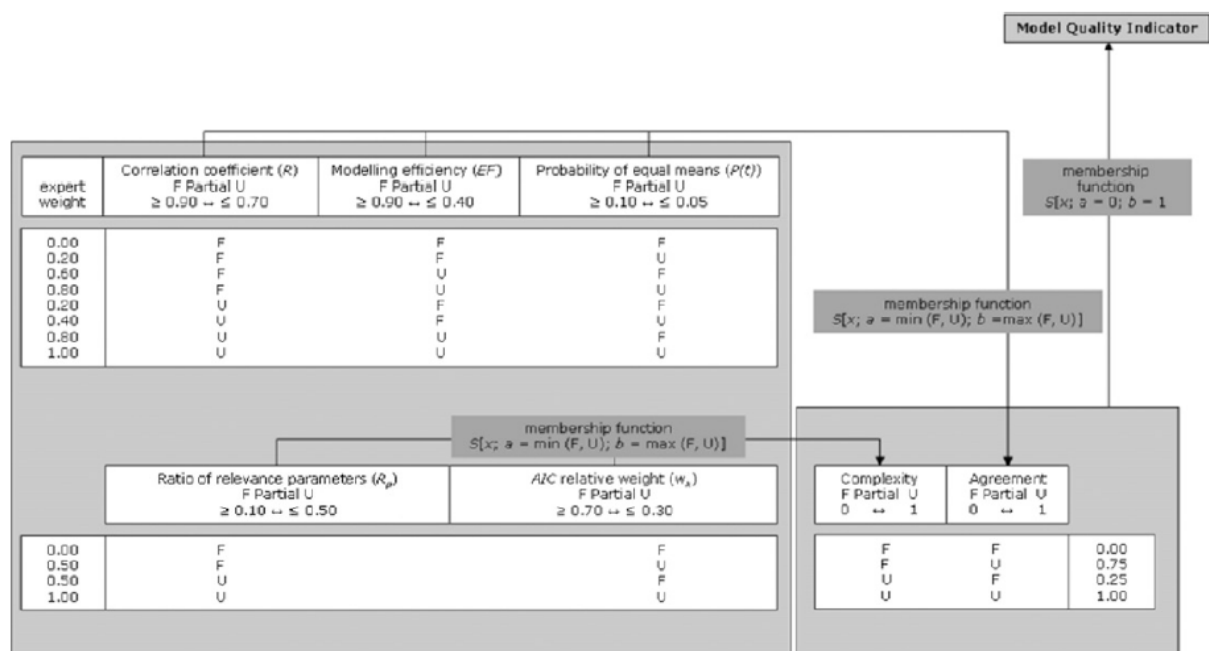 Model Quality Indicator
expert weight
Correlation coefficient (R)
F Partial U
≥ 0.90 ↔ ≤ 0.70
Modelling efficiency (EF)
F Partial U
≥ 0.90 ↔ ≤ 0.40
Probability of equal means (P(t))
F Partial U
≥ 0.10 ↔ ≤ 0.05
membership
function
S[x; a = 0; b = 1
0.00 F F F
0.20 F F U
0.60 F U F
0.80 F U U
0.20 U F F
0.40 U F U
0.80 U U F
1.00 U U U
membership function
S[x; a = min (F, U); b =max (F, U)]
membership function
S[x; a = min (F, U); b = max (F, U)]
Ratio of relevance parameters (Rp)
F Partial U
≥ 0.10 ↔ ≤ 0.50
AIC relative weight (wk)
F Partial U
≥ 0.70 ↔ ≤ 0.30
Complexity
F Partial U
0 ↔ 1
Agreement
F Partial U
0 ↔ 1
0.00 F F
0.50 F U
0.50 U F
1.00 U U
F F 0.00
F U 0.75
U F 0.25
U U 1.00